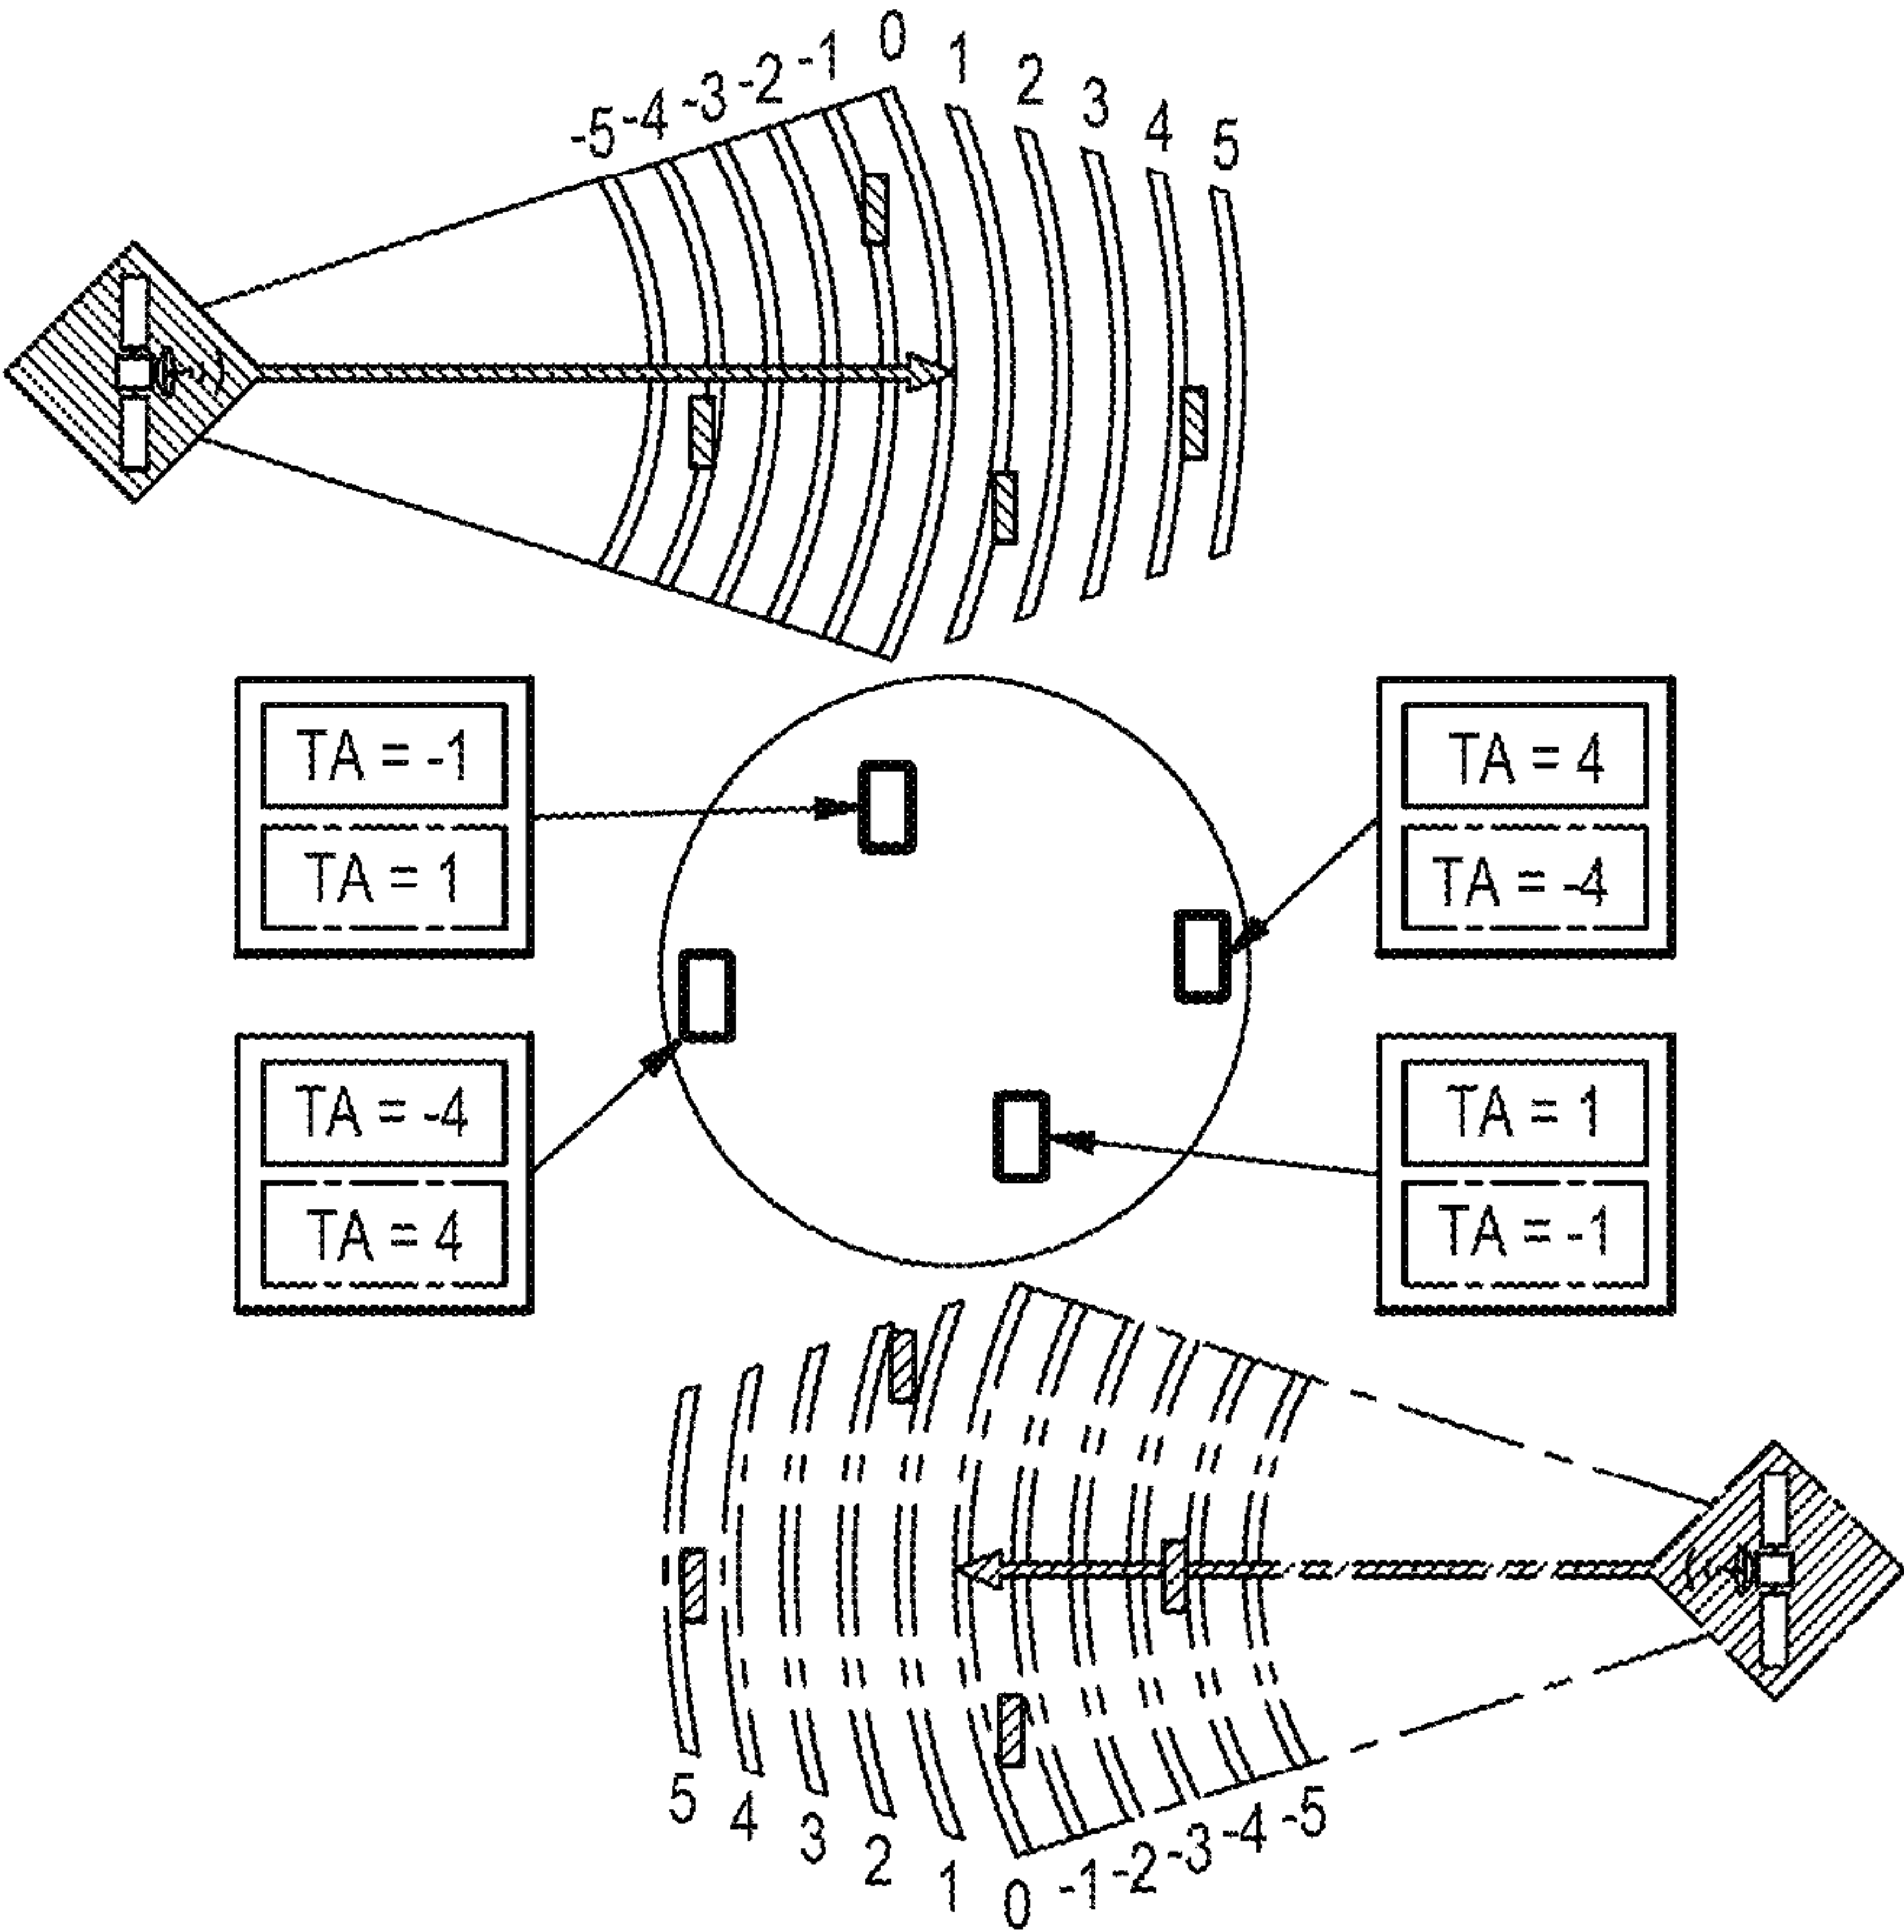 -5 -4 -3 -2 -1 0 1 2 3 4 5
TA = -1
TA = 1
TA = 4
TA = -4
TA = -4
TA = 4
TA = 1
TA = -1
5 4 3 2 1 0 -1 -2 -3 -4 -5